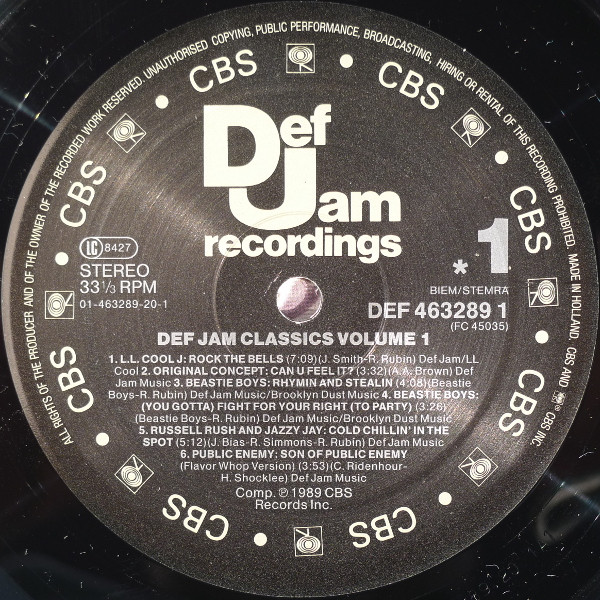 ALL RIGHTS OF THE PRODUCER AND OF THE OWNER OF THE RECORDED WORK RESERVED. UNAUTHORISED COPYING, PUBLIC PERFORMANCE, BROADCASTING, HIRING OR RENTAL OF THIS RECORDING PROHIBITED. MADE IN HOLLAND. CBS AND ARE ® CBS INC.
CBS
CBS
CBS
CBS
CBS
CBS
CBS
CBS
Def
Jam
recordings
LC 8427
STEREO
33 1/3 RPM
01-463289-20-1
* 1
BIEM/STEMRA
DEF 463289 1
(FC 45035)
DEF JAM CLASSICS VOLUME 1
1. L.L. COOL J: ROCK THE BELLS (7:09) (J. Smith-R. Rubin) Def Jam/LL
Cool 2. ORIGINAL CONCEPT: CAN U FEEL IT? (3:32) (A.A. Brown) Def
Jam Music 3. BEASTIE BOYS: RHYMIN AND STEALIN (4:08) (Beastie
Boys-R. Rubin) Def Jam Music/Brooklyn Dust Music 4. BEASTIE BOYS:
(YOU GOTTA) FIGHT FOR YOUR RIGHT (TO PARTY) (3:26)
(Beastie Boys-R. Rubin) Def Jam Music/Brooklyn Dust Music
5. RUSSELL RUSH AND JAZZY JAY: COLD CHILLIN' IN THE
SPOT (5:12) (J. Bias-R. Simmons-R. Rubin) Def Jam Music
6. PUBLIC ENEMY: SON OF PUBLIC ENEMY
(Flavor Whop Version) (3:53) (C. Ridenhour-
H. Shocklee) Def Jam Music
Comp. ℗ 1989 CBS
Records Inc.